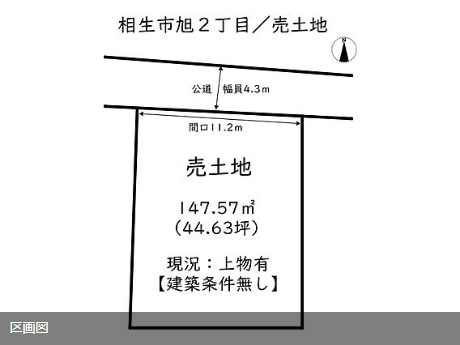 相生市旭２丁目／売土地
N
公道 幅員4.3m
間口11.2m
売土地
147.57㎡
（44.63坪）
現況：上物有
【建築条件無し】
区画図